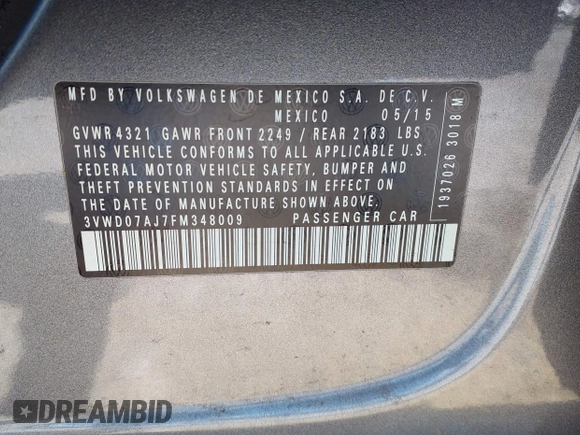 MFD BY VOLKSWAGEN DE MEXICO S.A. DE C.V.
MEXICO 05/15
GVWR 4321 GAWR FRONT 2249 / REAR 2183 LBS
THIS VEHICLE CONFORMS TO ALL APPLICABLE U.S.
FEDERAL MOTOR VEHICLE SAFETY, BUMPER AND
THEFT PREVENTION STANDARDS IN EFFECT ON
THE DATE OF MANUFACTURE SHOWN ABOVE.
3VWD07AJ7FM348009 PASSENGER CAR
1937026 3018 M
DREAMBID